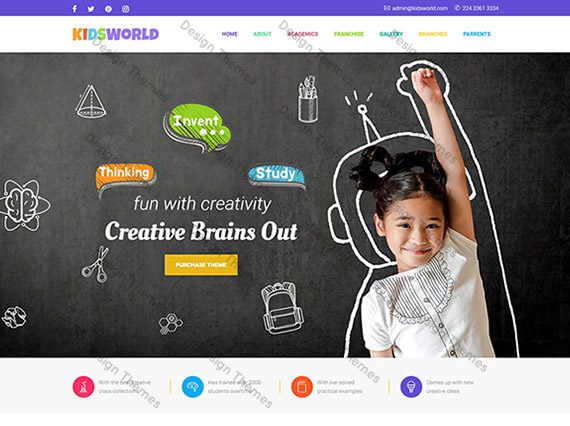 admin@kidsworld.com 224 3361 3334
KIDSWORLD HOME ABOUT ACADEMICS FRANCHISE GALLERY BRANCHES PARRENTS
Invent
Thinking
Study
fun with creativity
Creative Brains Out
PURCHASE THEME
With the best creative
class collections
Has trained over 2000
students overtime
With live solved
practical examples
Comes up with new
creative ideas
Design Themes